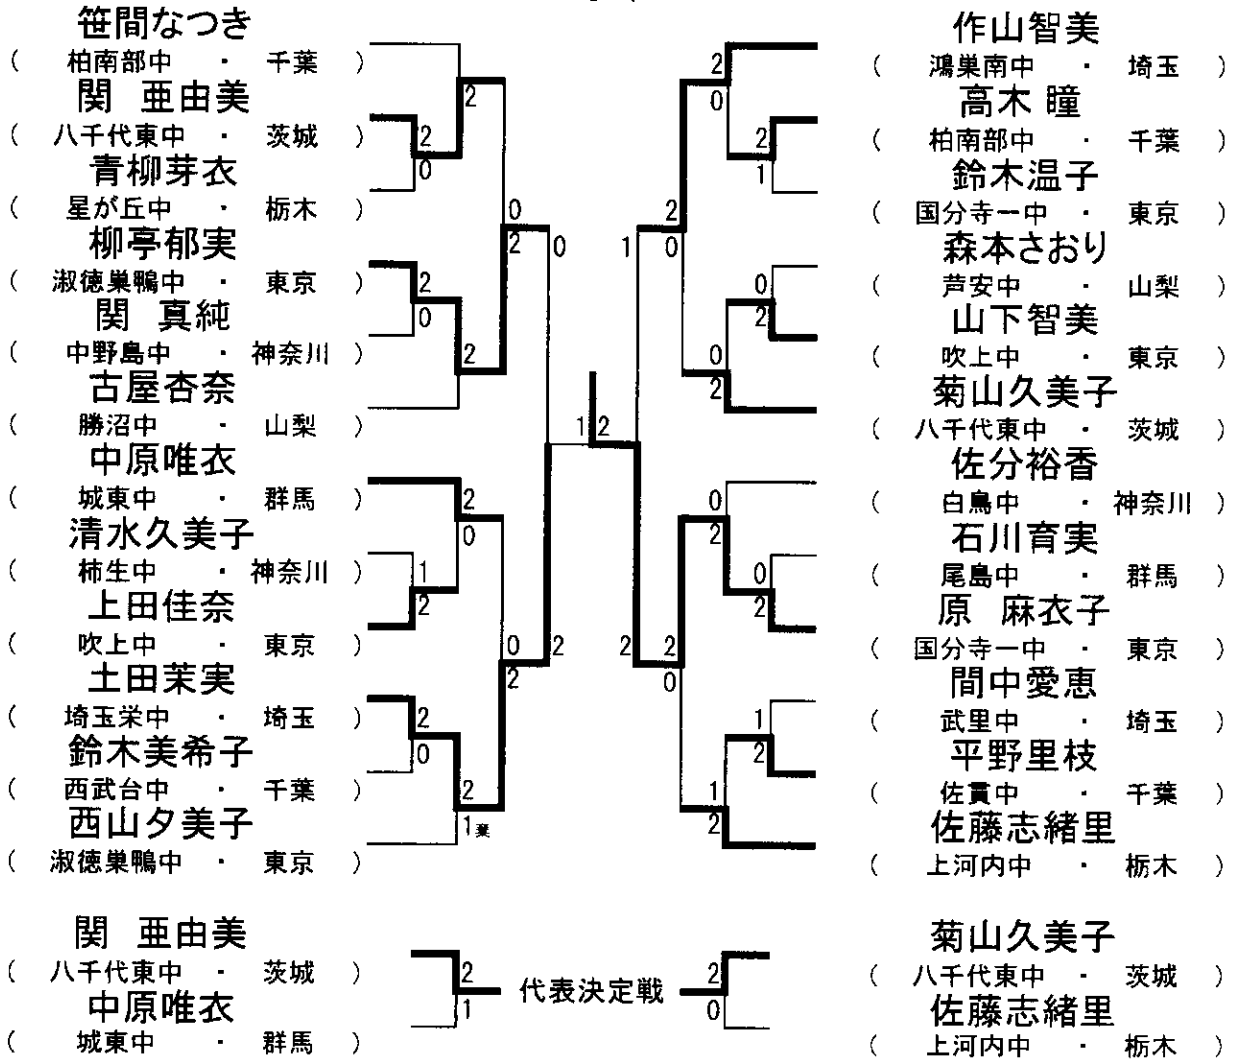 笹間なつき
( 柏南部中 ・ 千葉 )
関 亜由美
( 八千代東中 ・ 茨城 )
青柳芽衣
( 星が丘中 ・ 栃木 )
柳亭郁実
( 淑徳巣鴨中 ・ 東京 )
関 真純
( 中野島中 ・ 神奈川 )
古屋杏奈
( 勝沼中 ・ 山梨 )
中原唯衣
( 城東中 ・ 群馬 )
清水久美子
( 柿生中 ・ 神奈川 )
上田佳奈
( 吹上中 ・ 東京 )
土田茉実
( 埼玉栄中 ・ 埼玉 )
鈴木美希子
( 西武台中 ・ 千葉 )
西山夕美子
( 淑徳巣鴨中 ・ 東京 )
2
2
0
0
2
2
0
2
2
0
1
2
2
0
2
1棄
0
2
0
2
1
2
作山智美
( 鴻巣南中 ・ 埼玉 )
高木瞳
( 柏南部中 ・ 千葉 )
鈴木温子
( 国分寺一中 ・ 東京 )
森本さおり
( 芦安中 ・ 山梨 )
山下智美
( 吹上中 ・ 東京 )
菊山久美子
( 八千代東中 ・ 茨城 )
佐分裕香
( 白鳥中 ・ 神奈川 )
石川育実
( 尾島中 ・ 群馬 )
原 麻衣子
( 国分寺一中 ・ 東京 )
間中愛恵
( 武里中 ・ 埼玉 )
平野里枝
( 佐貫中 ・ 千葉 )
佐藤志緒里
( 上河内中 ・ 栃木 )
2
0
2
1
2
0
1
0
2
0
2
0
2
0
2
2
2
0
1
2
1
2
関 亜由美
( 八千代東中 ・ 茨城 )
中原唯衣
( 城東中 ・ 群馬 )
2
1
代表決定戦
2
0
菊山久美子
( 八千代東中 ・ 茨城 )
佐藤志緒里
( 上河内中 ・ 栃木 )